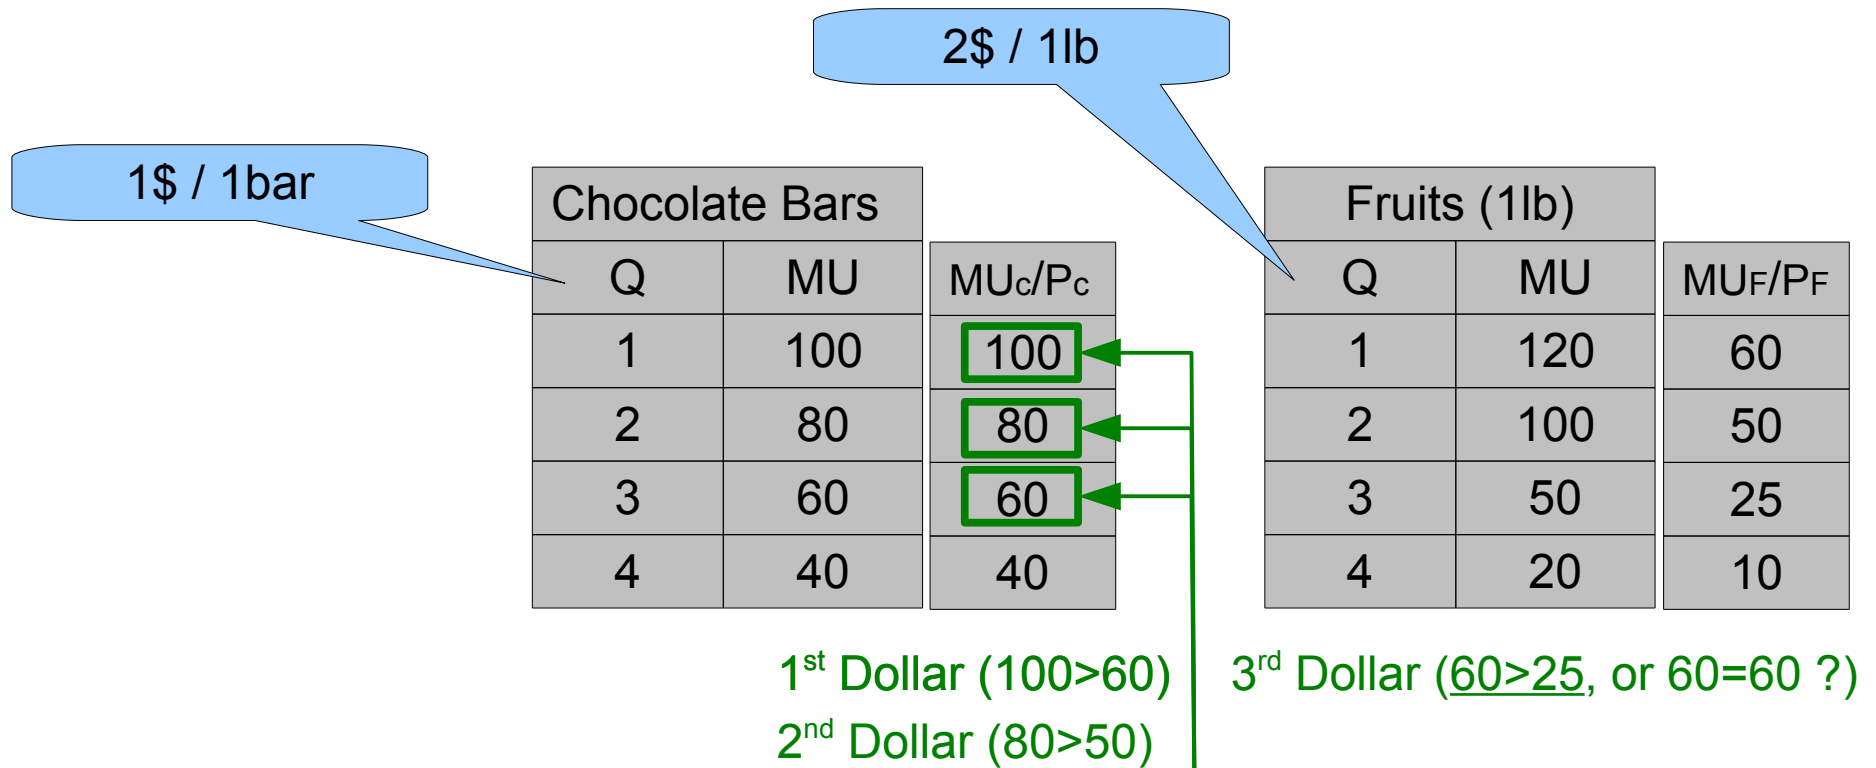 2$ / 1lb
1$ / 1bar
Chocolate Bars
Q MU MUc/Pc
1 100 100
2 80 80
3 60 60
4 40 40
Fruits (1lb)
Q MU MUF/PF
1 120 60
2 100 50
3 50 25
4 20 10
1st Dollar (100>60)
2nd Dollar (80>50)
3rd Dollar (60>25, or 60=60 ?)